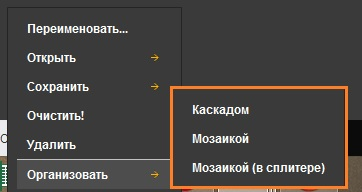 Переименовать...
Открыть
Сохранить
Очистить!
Удалить
Организовать
Каскадом
Мозаикой
Мозаикой (в сплитере)